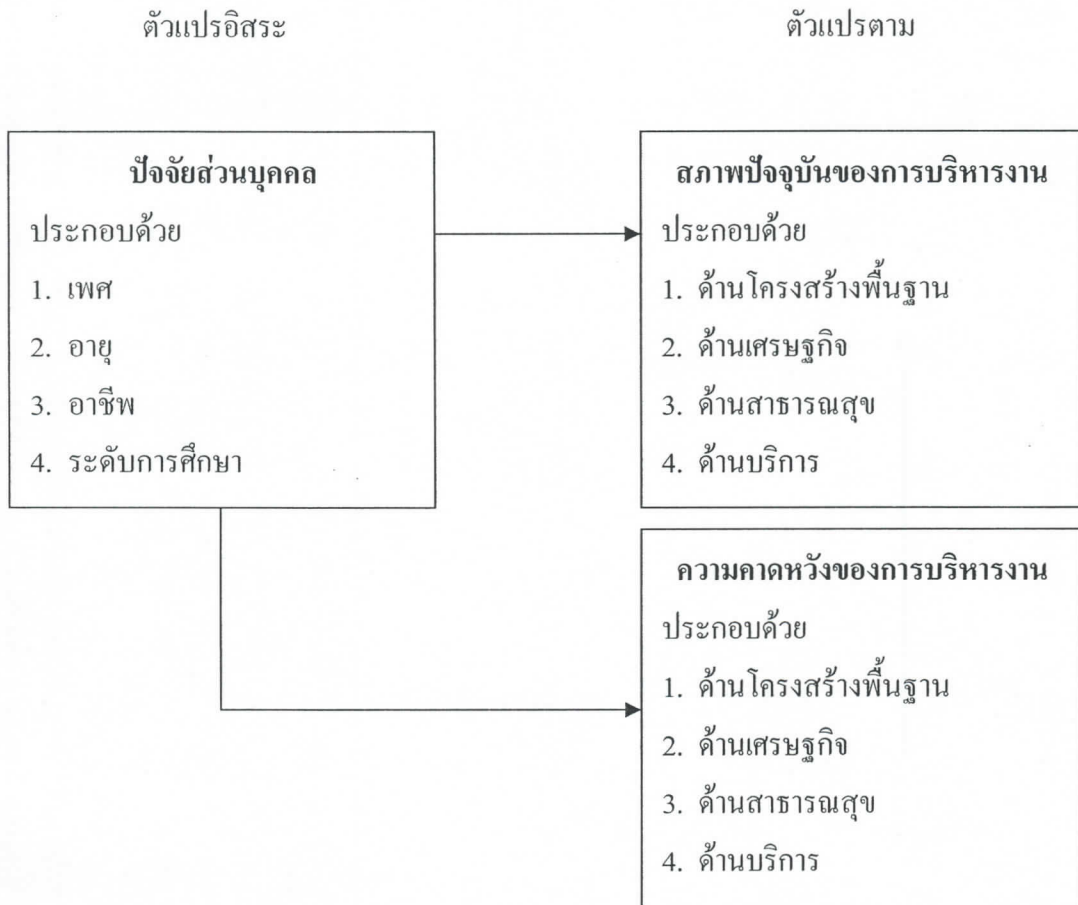 ตัวแปรอิสระ
ตัวแปรตาม
ปัจจัยส่วนบุคคล
ประกอบด้วย
1. เพศ
2. อายุ
3. อาชีพ
4. ระดับการศึกษา
สภาพปัจจุบันของการบริหารงาน
ประกอบด้วย
1. ด้านโครงสร้างพื้นฐาน
2. ด้านเศรษฐกิจ
3. ด้านสาธารณสุข
4. ด้านบริการ
ความคาดหวังของการบริหารงาน
ประกอบด้วย
1. ด้านโครงสร้างพื้นฐาน
2. ด้านเศรษฐกิจ
3. ด้านสาธารณสุข
4. ด้านบริการ